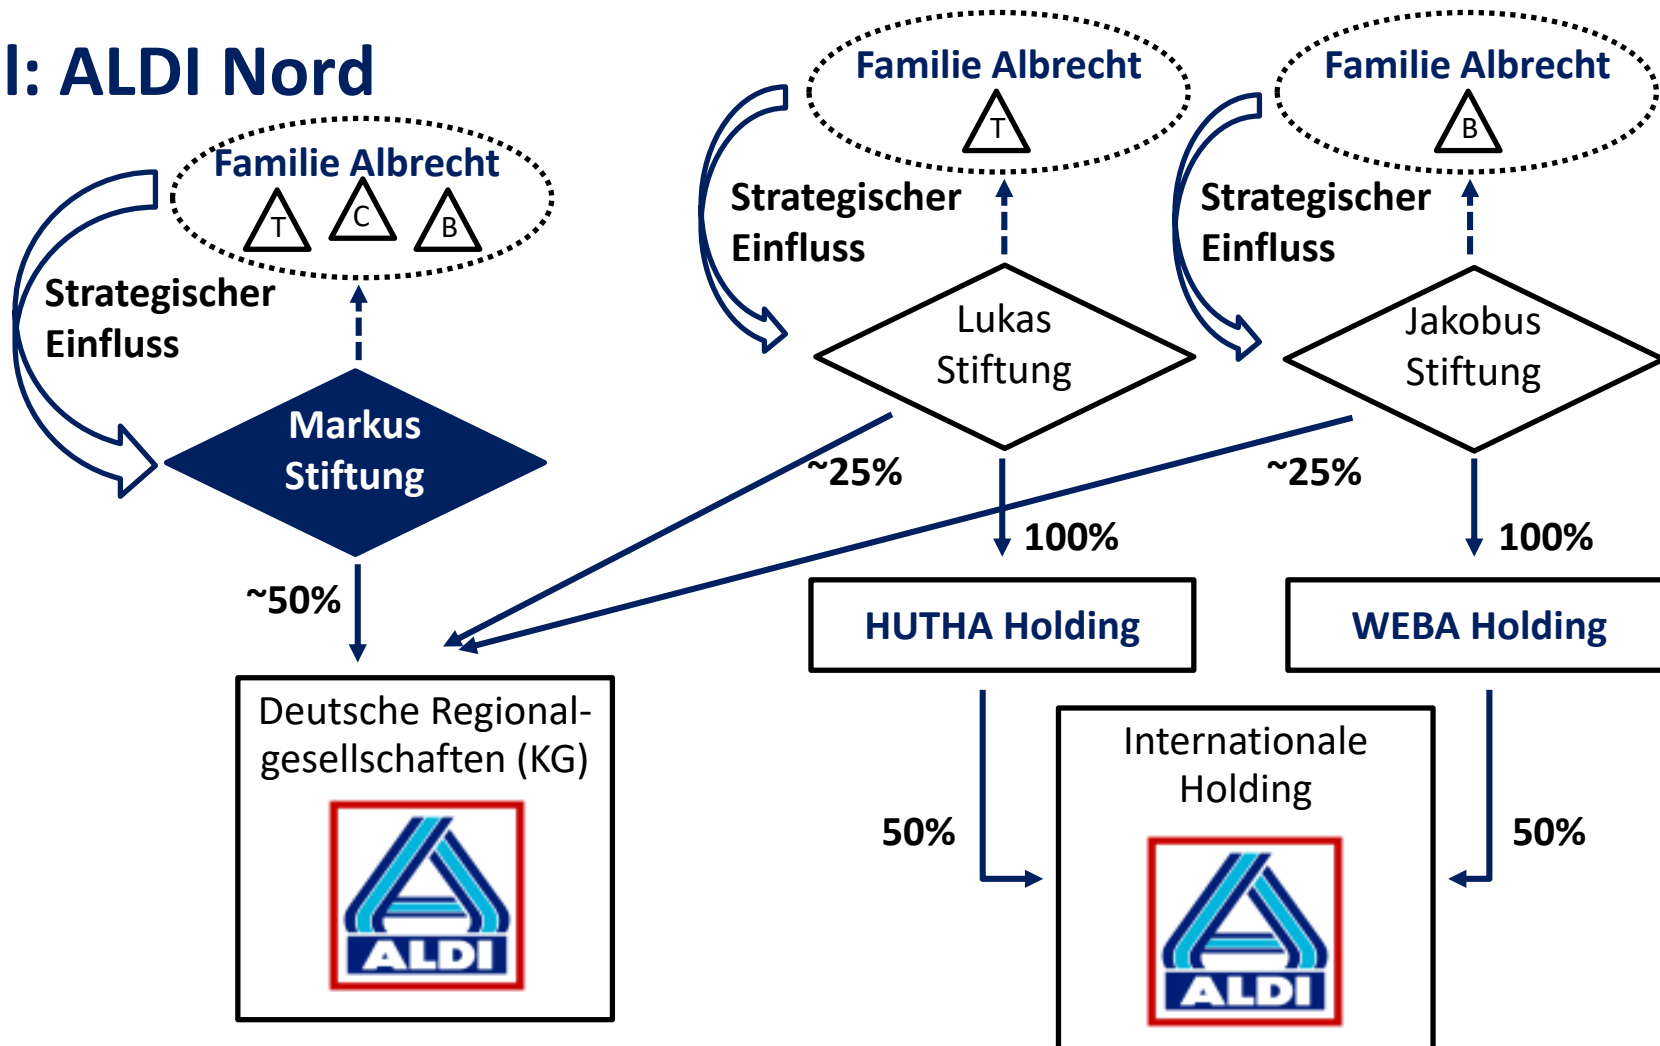 l: ALDI Nord
Familie Albrecht
T
C
B
Strategischer
Einfluss
Markus
Stiftung
~50%
Deutsche Regional-
gesellschaften (KG)
ALDI
Familie Albrecht
T
Strategischer
Einfluss
Lukas
Stiftung
~25%
100%
HUTHA Holding
50%
Familie Albrecht
B
Strategischer
Einfluss
Jakobus
Stiftung
~25%
100%
WEBA Holding
50%
Internationale
Holding
ALDI